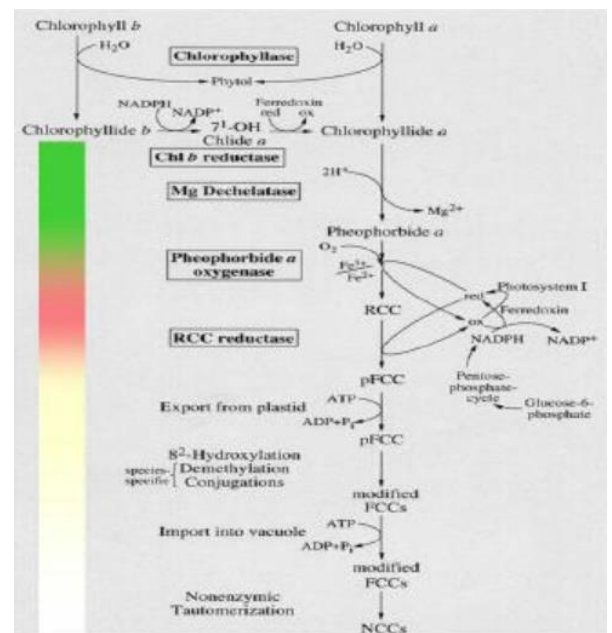 Chlorophyll b
Chlorophyll a
H₂O
H₂O
Chlorophyllase
Phytol
NADPH
NADP⁺
Ferredoxin
red ox
Chlorophyllide b
7¹-OH
Chlide a
Chlorophyllide a
Chl b reductase
2H⁺
Mg Dechelatase
Mg²⁺
Pheophorbide a
O₂
Pheophorbide a
oxygenase
Fe³⁺
Fe²⁺
Photosystem I
red
RCC
Ferredoxin
ox
RCC reductase
NADPH
NADP⁺
pFCC
Pentose-
phosphate-
cycle
Glucose-6-
phosphate
Export from plastid
ATP
ADP+Pᵢ
pFCC
8²-Hydroxylation
species-
specific
Demethylation
Conjugations
modified
FCCs
Import into vacuole
ATP
ADP+Pᵢ
modified
FCCs
Nonenzymic
Tautomerization
NCCs